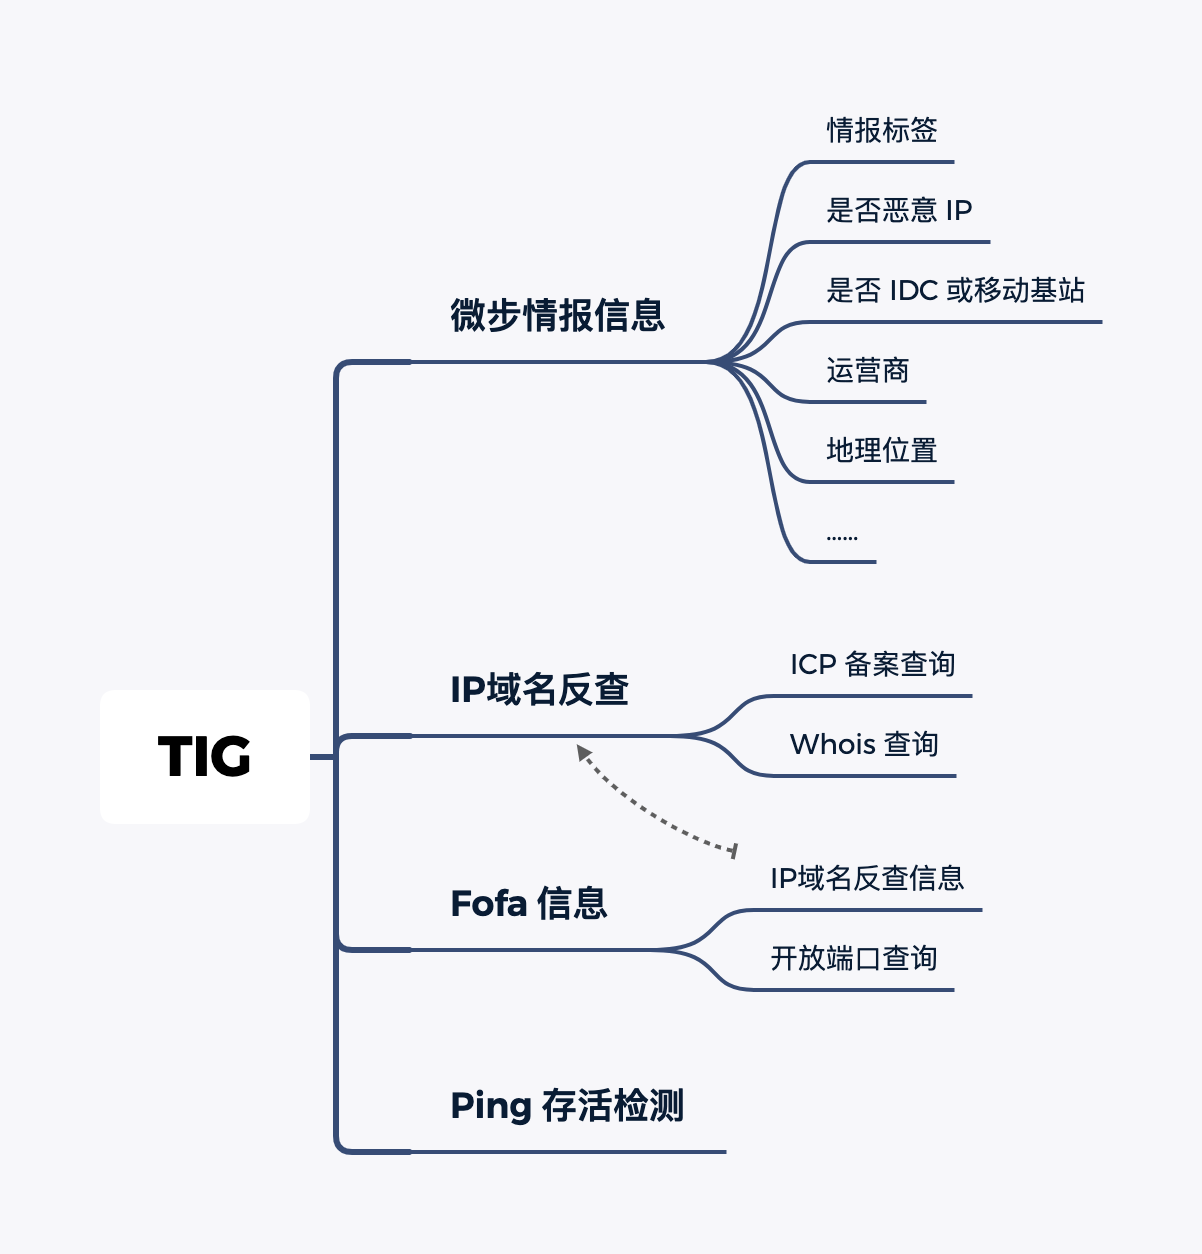 TIG
微步情报信息
情报标签
是否恶意 IP
是否 IDC 或移动基站
运营商
地理位置
……
IP域名反查
ICP 备案查询
Whois 查询
Fofa 信息
IP域名反查信息
开放端口查询
Ping 存活检测